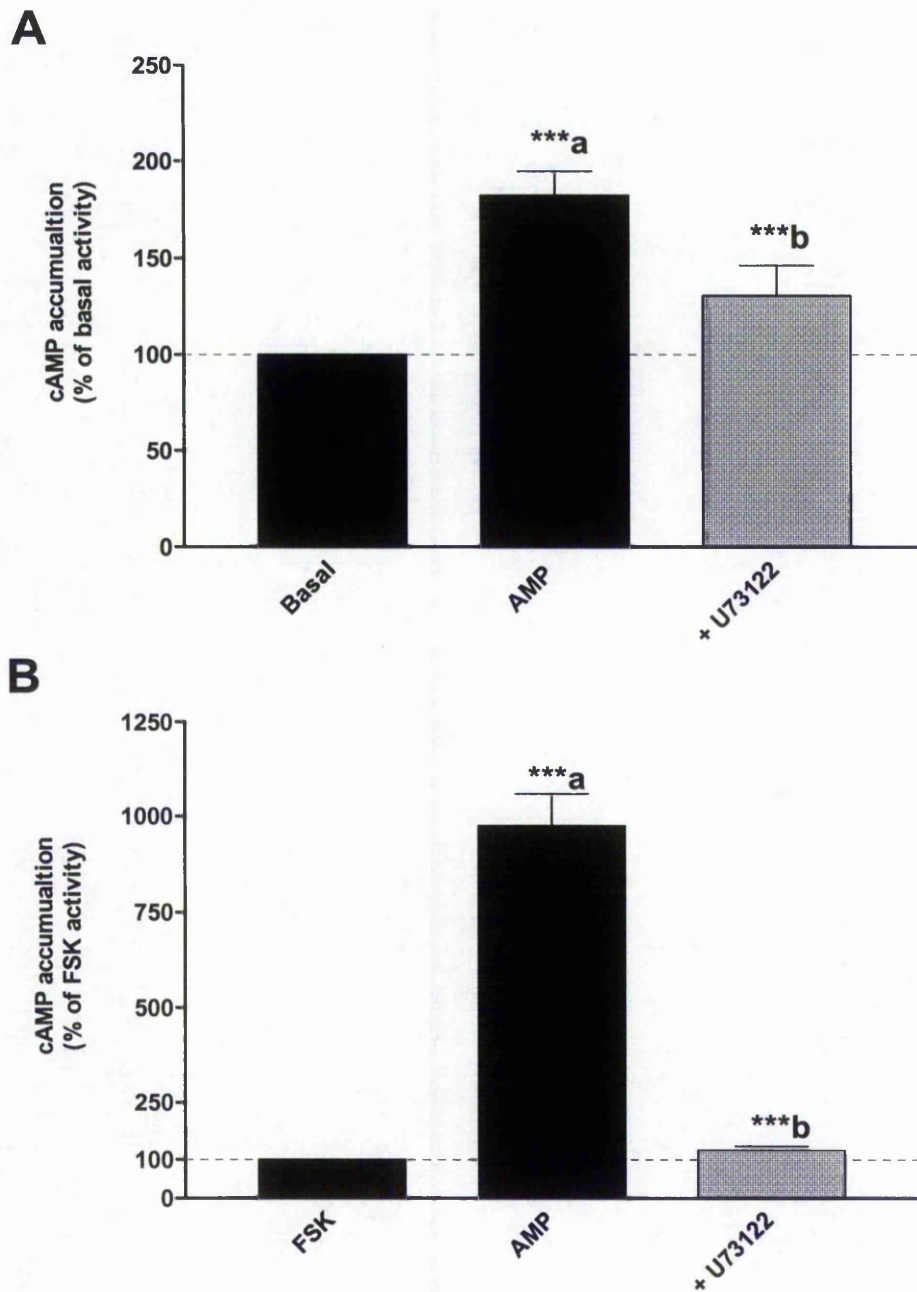 A
250
200
150
100
50
0
cAMP accumualtion
(% of basal activity)
***a
***b
Basal
AMP
+ U73122
B
1250
1000
750
500
250
100
0
cAMP accumualtion
(% of FSK activity)
***a
***b
FSK
AMP
+ U73122